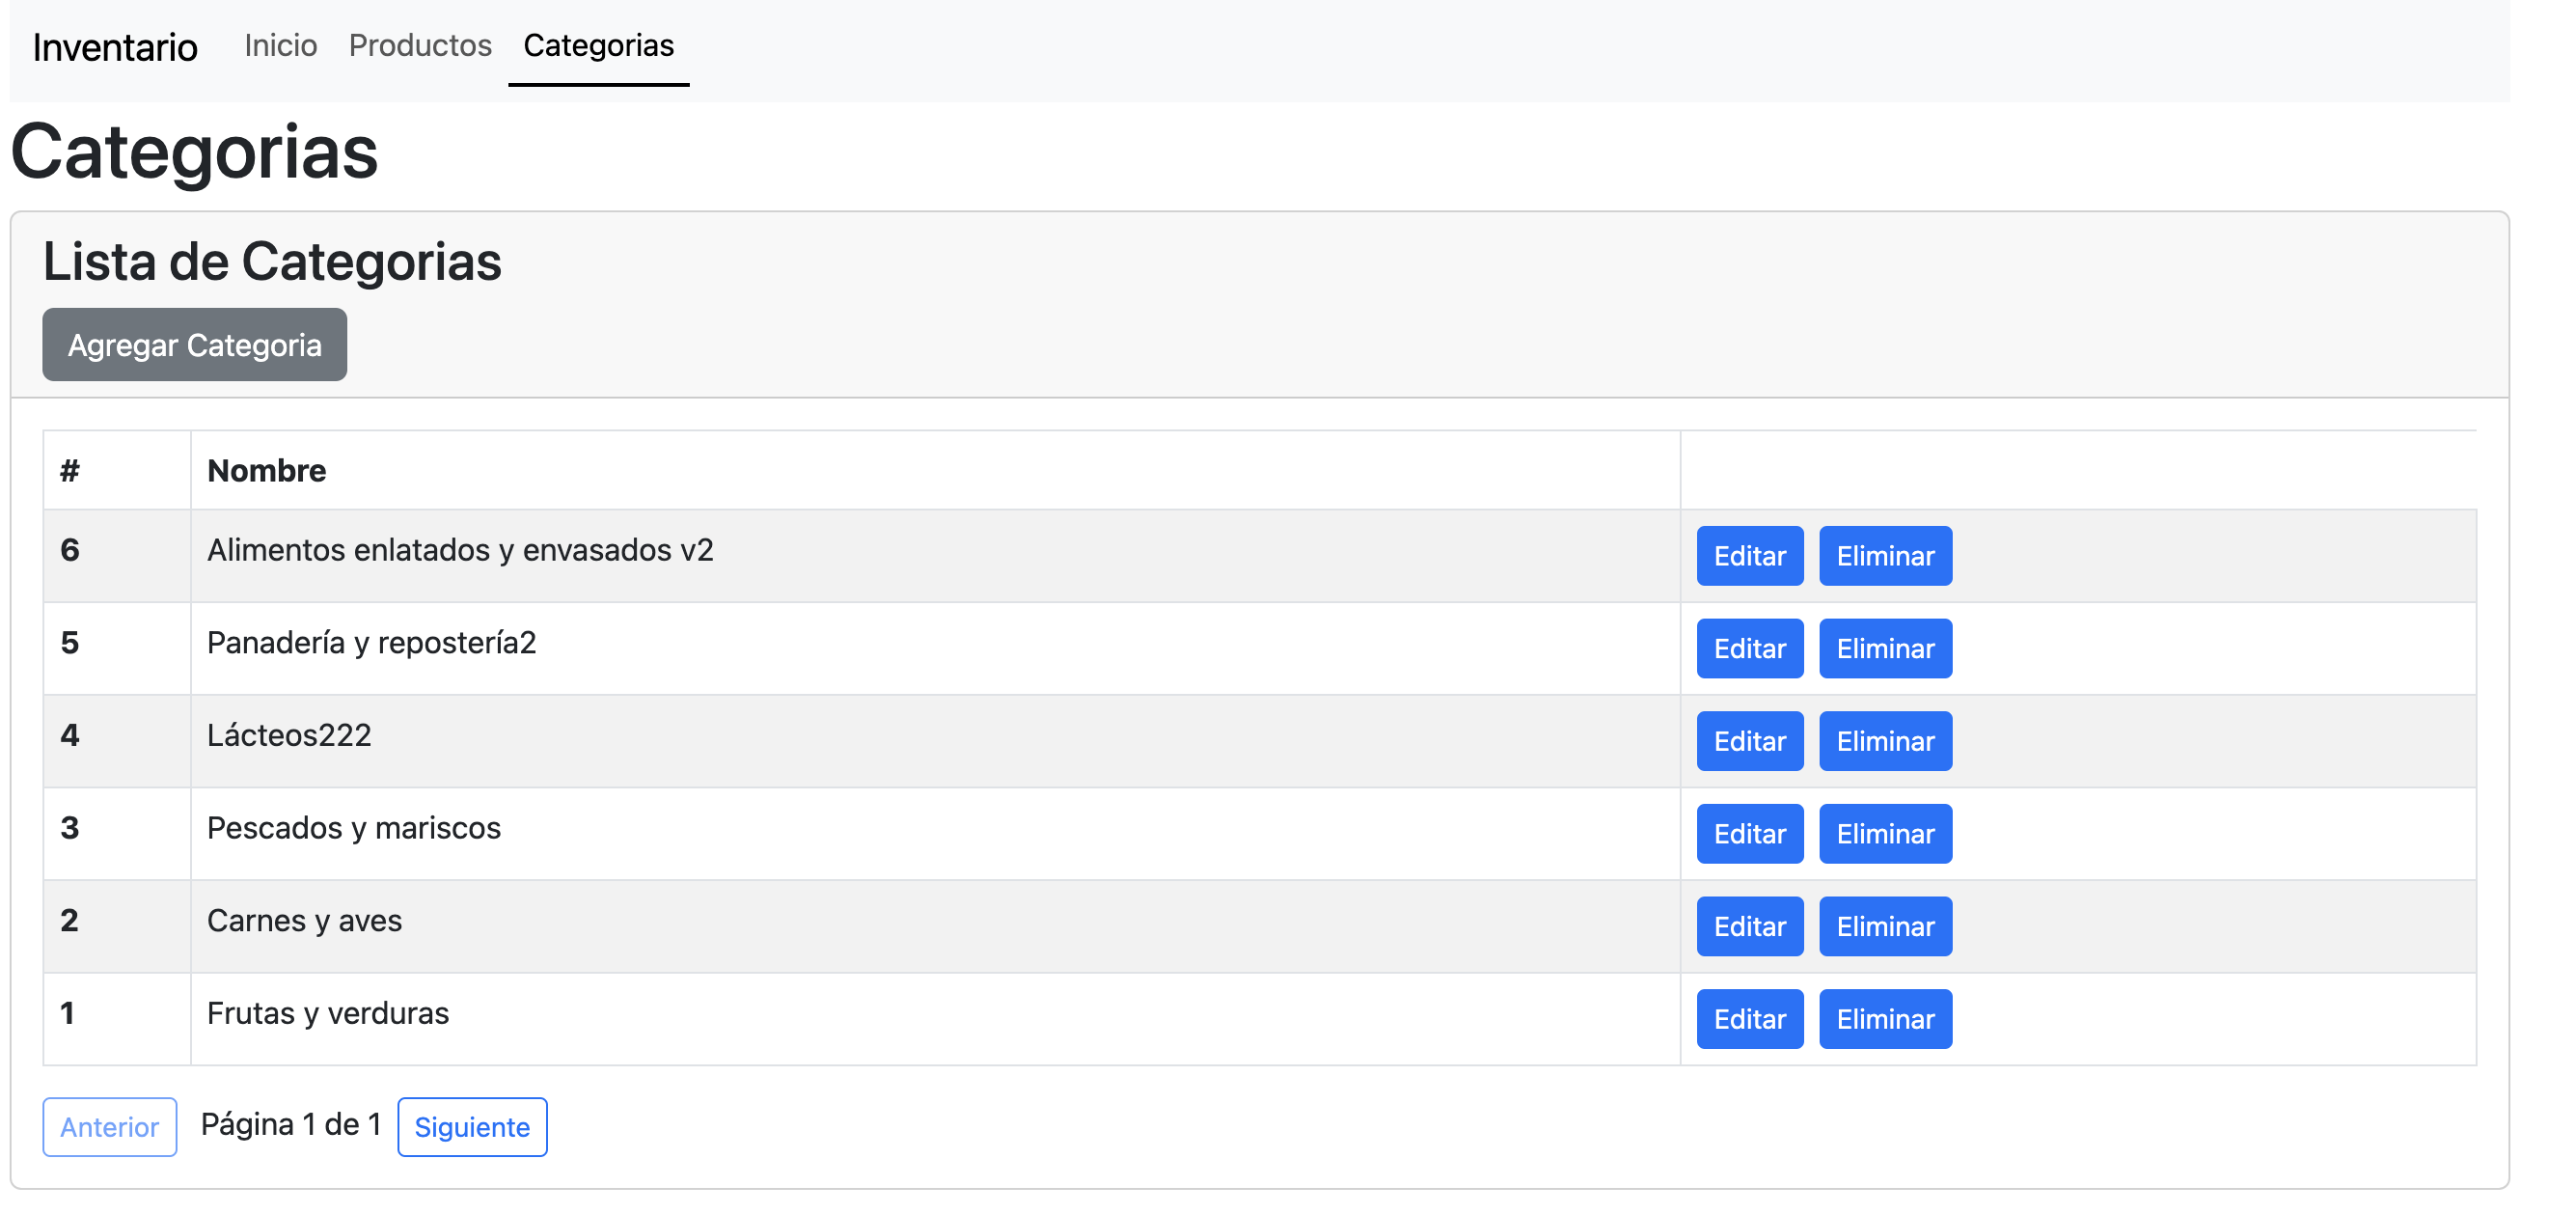 Inventario Inicio Productos Categorias
Categorias
Lista de Categorias
Agregar Categoria
# Nombre
6 Alimentos enlatados y envasados v2 Editar Eliminar
5 Panadería y repostería2 Editar Eliminar
4 Lácteos222 Editar Eliminar
3 Pescados y mariscos Editar Eliminar
2 Carnes y aves Editar Eliminar
1 Frutas y verduras Editar Eliminar
Anterior Página 1 de 1 Siguiente